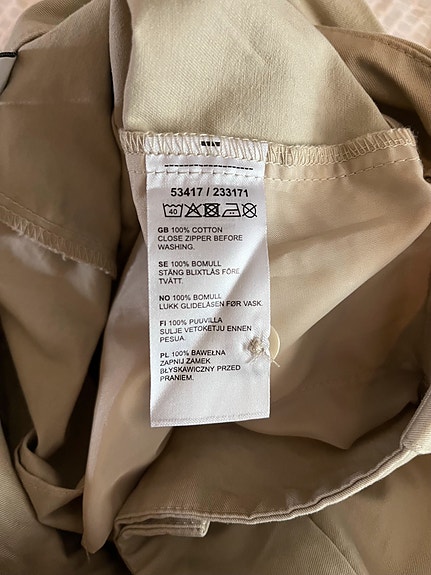 53417 / 233171
40
GB 100% COTTON
CLOSE ZIPPER BEFORE
WASHING.
SE 100% BOMULL
STÄNG BLIXTLÅS FÖRE
TVÄTT.
NO 100% BOMULL
LUKK GLIDELÅSEN FØR VASK.
FI 100% PUUVILLA
SULJE VETOKETJU ENNEN
PESUA.
PL 100% BAWEŁNA
ZAPNIJ ZAMEK
BŁYSKAWICZNY PRZED
PRANIEM.